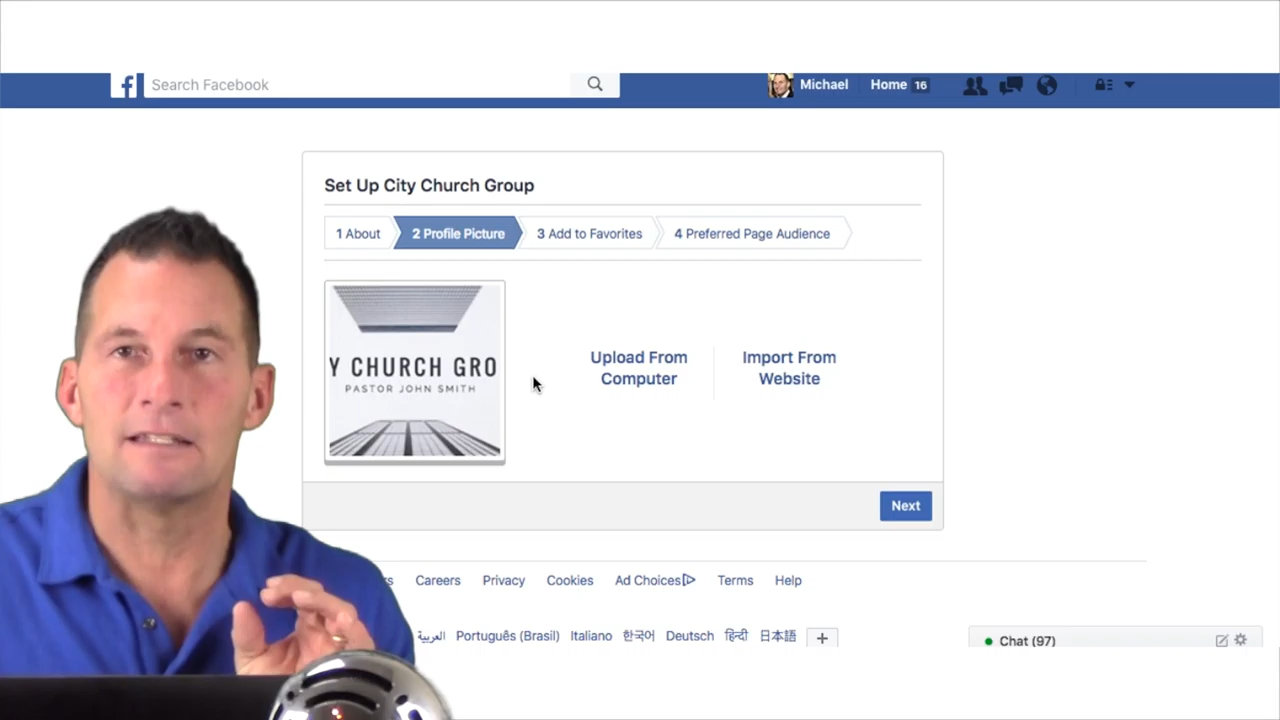 f Search Facebook Michael Home 16
Set Up City Church Group
1 About 2 Profile Picture 3 Add to Favorites 4 Preferred Page Audience
Y CHURCH GRO
PASTOR JOHN SMITH
Upload From
Computer
Import From
Website
Next
rs Careers Privacy Cookies Ad Choices Terms Help
العربية Português (Brasil) Italiano 한국어 Deutsch हिन्दी 日本語 +
Chat (97)